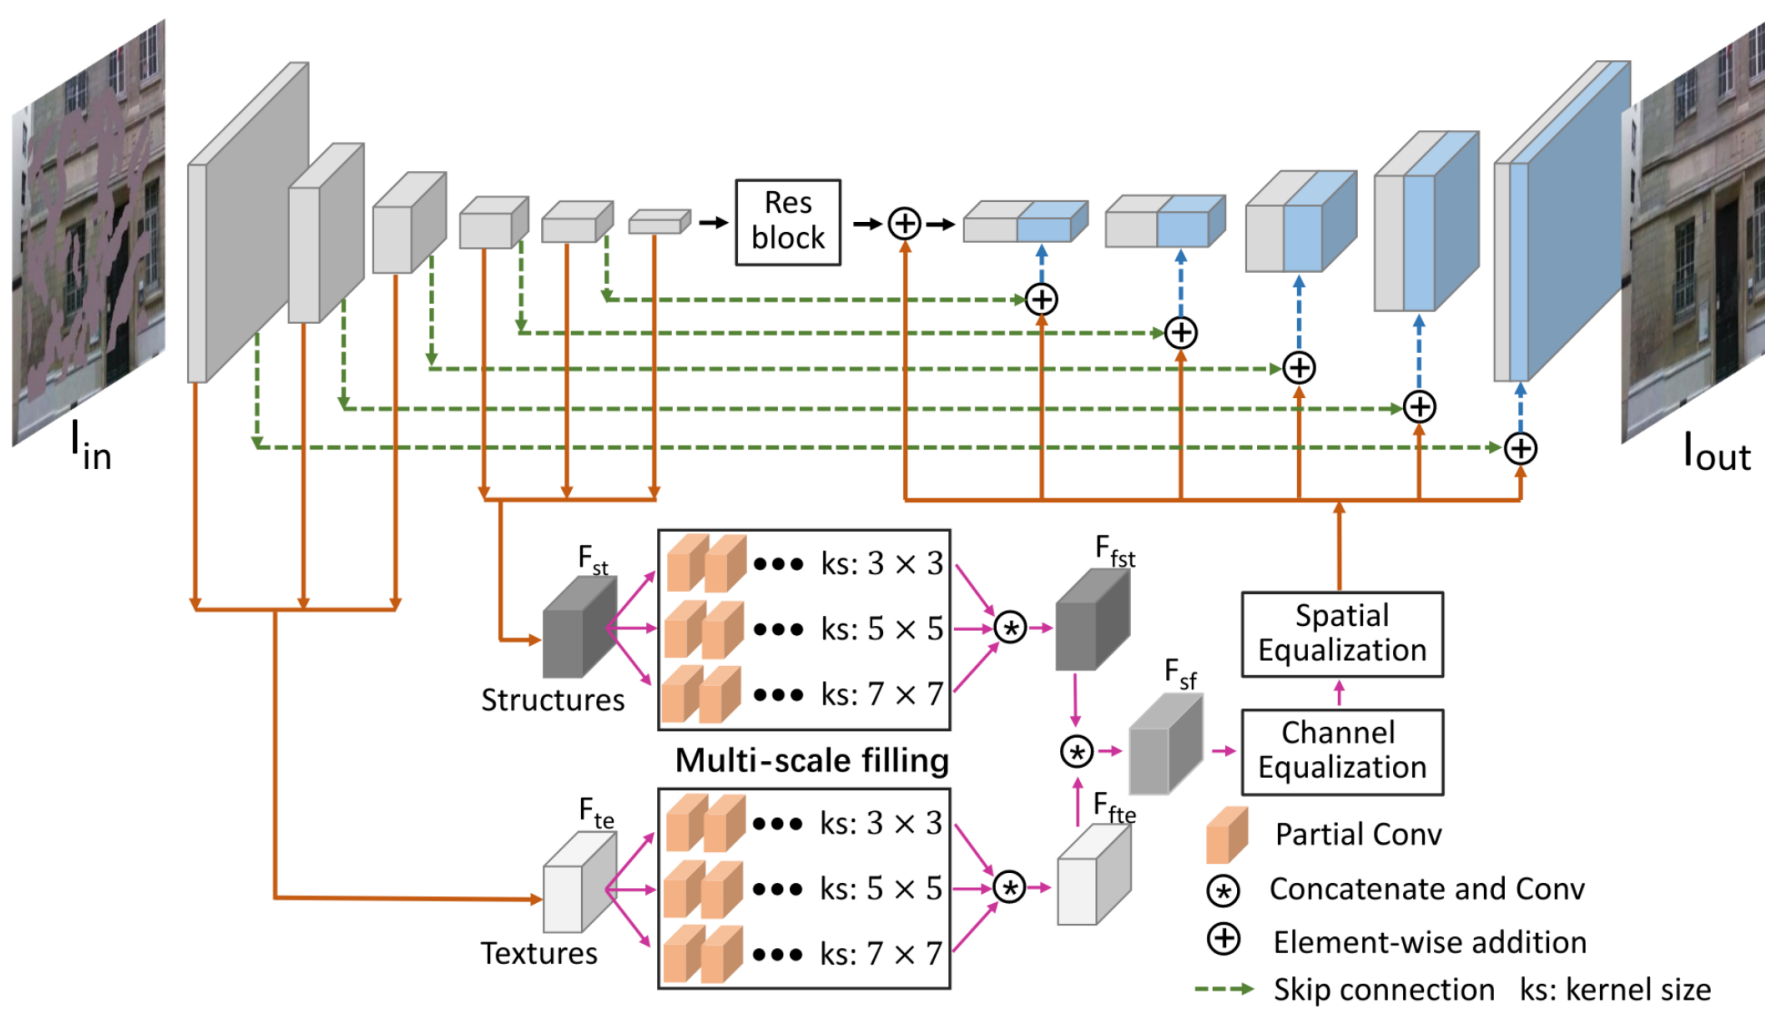 I_in
Res
block
I_out
F_st
ks: 3 × 3
ks: 5 × 5
ks: 7 × 7
F_fst
Structures
Multi-scale filling
F_sf
Spatial
Equalization
Channel
Equalization
F_te
ks: 3 × 3
ks: 5 × 5
ks: 7 × 7
F_fte
Textures
Partial Conv
Concatenate and Conv
Element-wise addition
Skip connection ks: kernel size